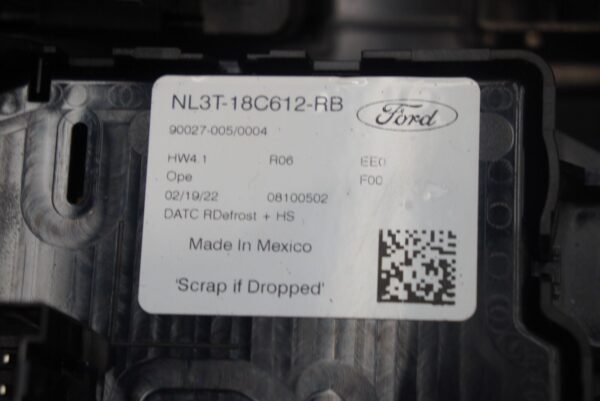 NL3T-18C612-RB
Ford
90027-005/0004
HW4.1 R06 EE0
Ope F00
02/19/22 08100502
DATC RDefrost + HS
Made In Mexico
'Scrap if Dropped'